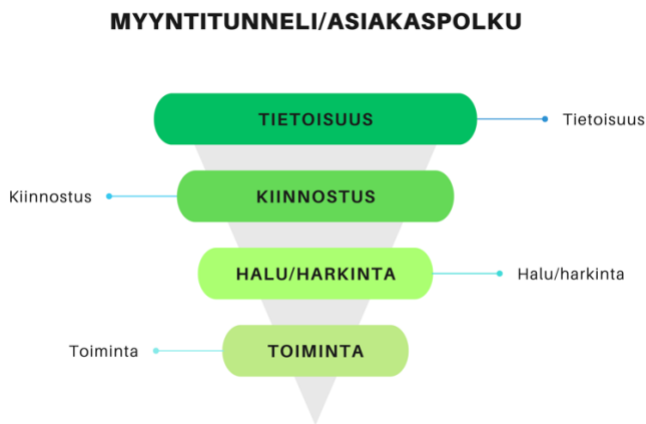 MYYNTITUNNELI/ASIAKASPOLKU
TIETOISUUS
Tietoisuus
Kiinnostus
KIINNOSTUS
HALU/HARKINTA
Halu/harkinta
Toiminta
TOIMINTA